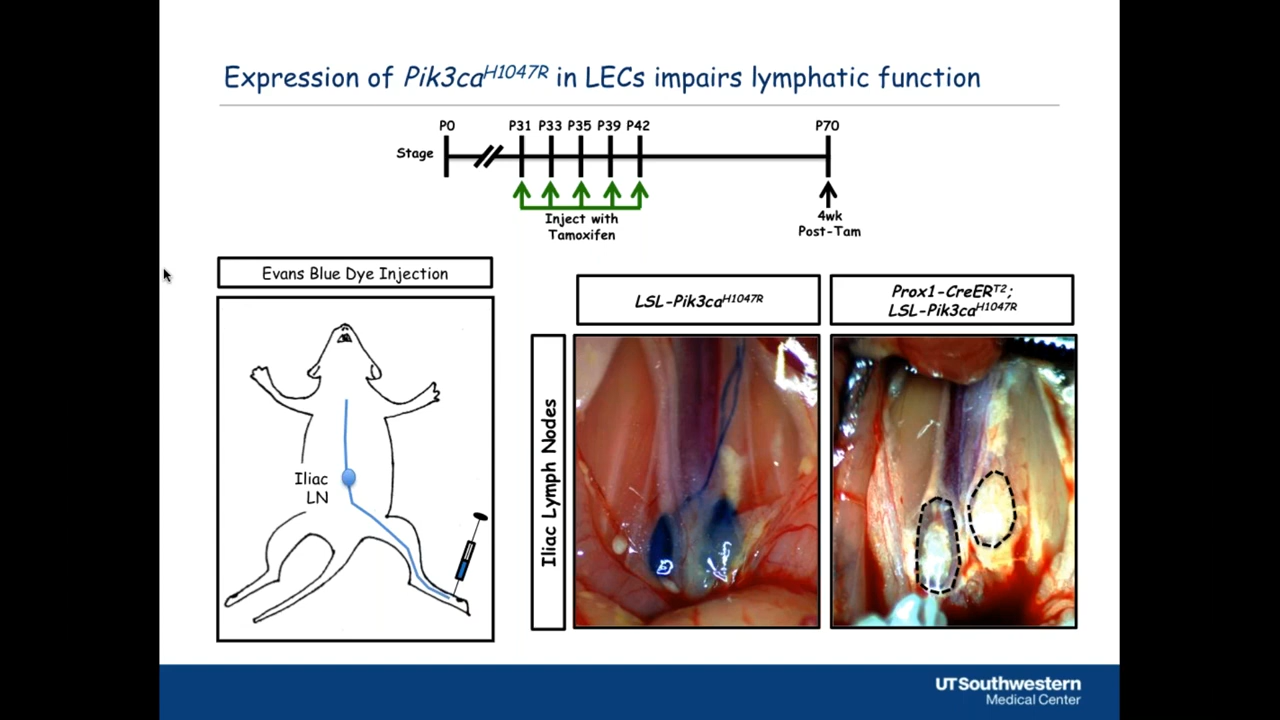 Expression of Pik3caH1047R in LECs impairs lymphatic function
P0 P31 P33 P35 P39 P42 P70
Stage
Inject with
Tamoxifen
4wk
Post-Tam
Evans Blue Dye Injection
Iliac
LN
LSL-Pik3caH1047R
Prox1-CreERT2;
LSL-Pik3caH1047R
Iliac Lymph Nodes
UTSouthwestern
Medical Center